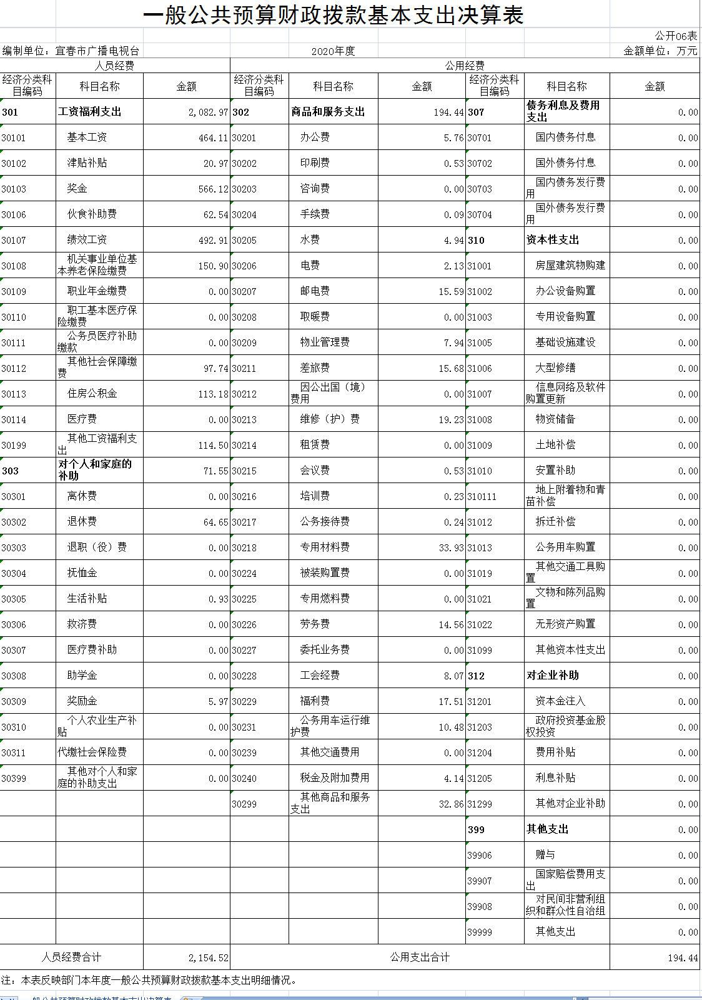 一般公共预算财政拨款基本支出决算表
公开06表
编制单位：宜春市广播电视台 2020年度 金额单位：万元
人员经费 公用经费
经济分类科目编码 科目名称 金额 经济分类科目编码 科目名称 金额 经济分类科目编码 科目名称 金额
301 工资福利支出 2,082.97 302 商品和服务支出 194.44 307 债务利息及费用支出 0.00
30101 基本工资 464.11 30201 办公费 5.76 30701 国内债务付息 0.00
30102 津贴补贴 20.97 30202 印刷费 0.53 30702 国外债务付息 0.00
30103 奖金 566.12 30203 咨询费 0.00 30703 国内债务发行费用 0.00
30106 伙食补助费 62.54 30204 手续费 0.09 30704 国外债务发行费用 0.00
30107 绩效工资 492.91 30205 水费 4.94 310 资本性支出 0.00
30108 机关事业单位基本养老保险缴费 150.90 30206 电费 2.13 31001 房屋建筑物购建 0.00
30109 职业年金缴费 0.00 30207 邮电费 15.59 31002 办公设备购置 0.00
30110 职工基本医疗保险缴费 0.00 30208 取暖费 0.00 31003 专用设备购置 0.00
30111 公务员医疗补助缴款 0.00 30209 物业管理费 7.94 31005 基础设施建设 0.00
30112 其他社会保障缴费 97.74 30211 差旅费 15.68 31006 大型修缮 0.00
30113 住房公积金 113.18 30212 因公出国（境）费用 0.00 31007 信息网络及软件购置更新 0.00
30114 医疗费 0.00 30213 维修（护）费 19.23 31008 物资储备 0.00
30199 其他工资福利支出 114.50 30214 租赁费 0.00 31009 土地补偿 0.00
303 对个人和家庭的补助 71.55 30215 会议费 0.53 31010 安置补助 0.00
30301 离休费 0.00 30216 培训费 0.23 310111 地上附着物和青苗补偿 0.00
30302 退休费 64.65 30217 公务接待费 0.24 31012 拆迁补偿 0.00
30303 退职（役）费 0.00 30218 专用材料费 33.93 31013 公务用车购置 0.00
30304 抚恤金 0.00 30224 被装购置费 0.00 31019 其他交通工具购置 0.00
30305 生活补贴 0.93 30225 专用燃料费 0.00 31021 文物和陈列品购置 0.00
30306 救济费 0.00 30226 劳务费 14.56 31022 无形资产购置 0.00
30307 医疗费补助 0.00 30227 委托业务费 0.00 31099 其他资本性支出 0.00
30308 助学金 0.00 30228 工会经费 8.07 312 对企业补助 0.00
30309 奖励金 5.97 30229 福利费 17.51 31201 资本金注入 0.00
30310 个人农业生产补贴 0.00 30231 公务用车运行维护费 10.48 31203 政府投资基金股权投资 0.00
30311 代缴社会保险费 0.00 30239 其他交通费用 0.00 31204 费用补贴 0.00
30399 其他对个人和家庭的补助支出 0.00 30240 税金及附加费用 4.14 31205 利息补贴 0.00
30299 其他商品和服务支出 32.86 31299 其他对企业补助 0.00
399 其他支出 0.00
39906 赠与 0.00
39907 国家赔偿费用支出 0.00
39908 对民间非营利组织和群众性自治组 0.00
39999 其他支出 0.00
人员经费合计 2,154.52 公用支出合计 194.44
注：本表反映部门本年度一般公共预算财政拨款基本支出明细情况。